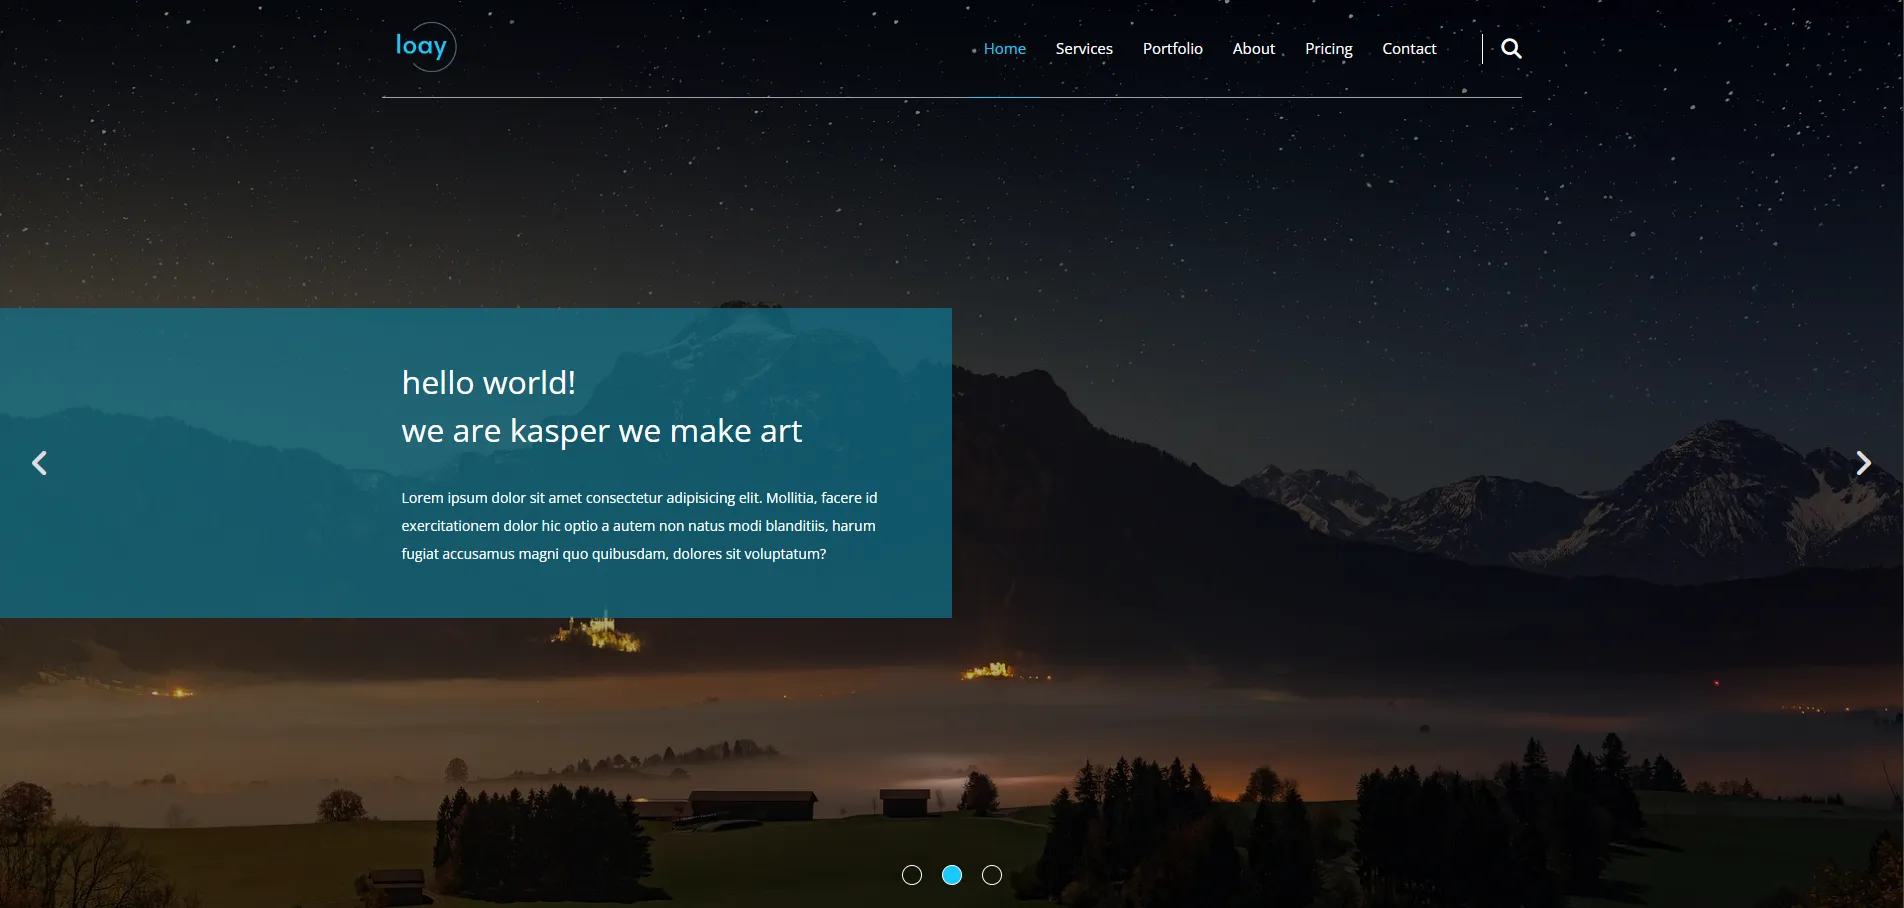 loay
Home Services Portfolio About Pricing Contact
hello world!
we are kasper we make art
Lorem ipsum dolor sit amet consectetur adipisicing elit. Mollitia, facere id
exercitationem dolor hic optio a autem non natus modi blanditiis, harum
fugiat accusamus magni quo quibusdam, dolores sit voluptatum?